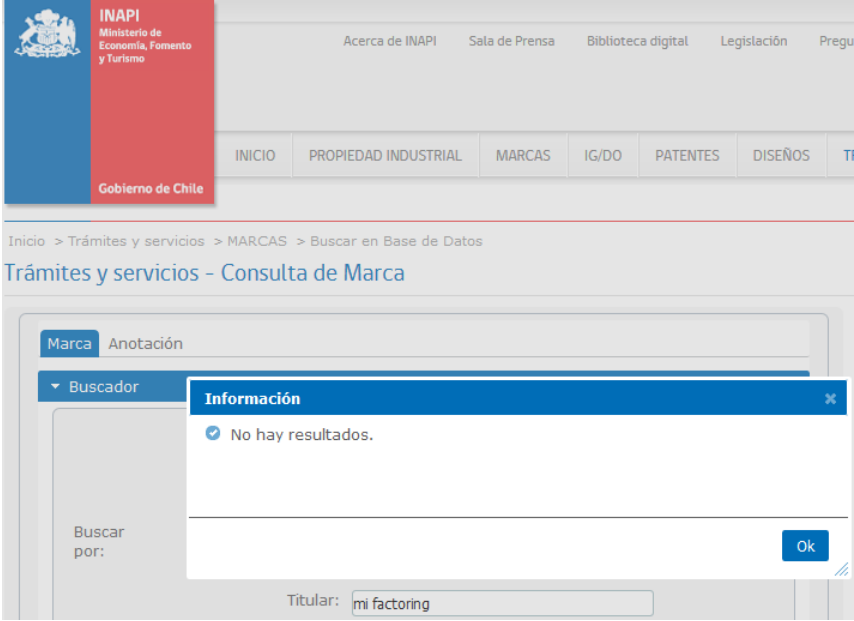 INAPI
Ministerio de
Economía, Fomento
y Turismo
Gobierno de Chile
Acerca de INAPI Sala de Prensa Biblioteca digital Legislación
INICIO PROPIEDAD INDUSTRIAL MARCAS IG/DO PATENTES DISEÑOS
Inicio > Trámites y servicios > MARCAS > Buscar en Base de Datos
Trámites y servicios - Consulta de Marca
Marca Anotación
Buscador
Información
No hay resultados.
Buscar
por:
Ok
Titular: mi factoring